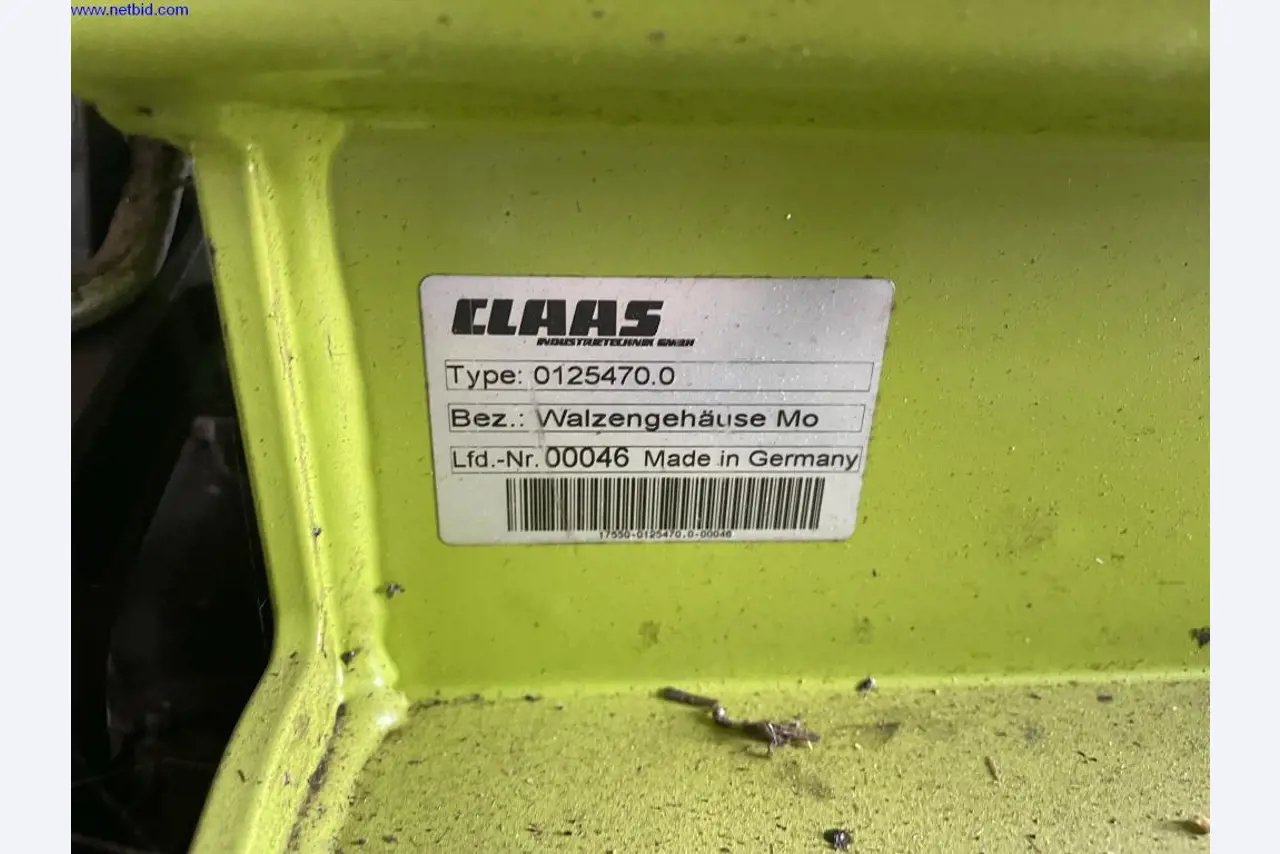 www.netbid.com
CLAAS
INDUSTRIETECHNIK GMBH
Type: 0125470.0
Bez.: Walzengehäuse Mo
Lfd.-Nr. 00046 Made in Germany
17550-0125470.0-00046